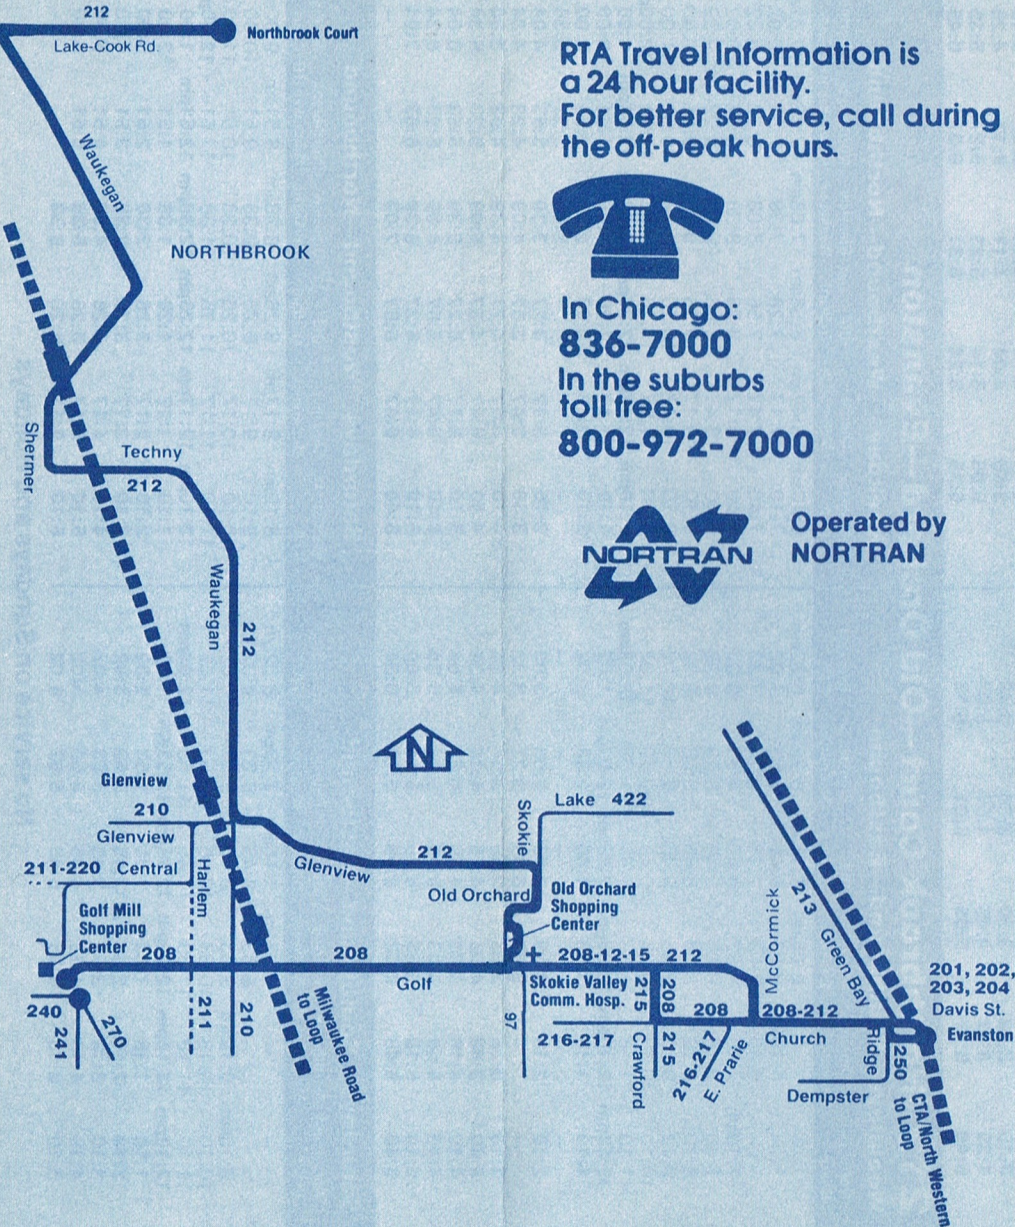 212
Lake-Cook Rd.
Northbrook Court
RTA Travel Information is
a 24 hour facility.
For better service, call during
the off-peak hours.
Waukegan
NORTHBROOK
In Chicago:
836-7000
In the suburbs
toll free:
800-972-7000
Shermer
Techny
212
NORTRAN
Operated by
NORTRAN
Waukegan
212
N
Glenview
210
Glenview
211-220 Central
Harlem
Glenview
212
Skokie
Lake 422
Old Orchard
Old Orchard
Shopping
Center
Golf Mill
Shopping
Center
208
208
Golf
208-12-15 212
Skokie Valley
Comm. Hosp.
215
208
McCormick
213
Green Bay
201, 202,
203, 204
Davis St.
Evanston
240
241
270
211
210
Milwaukee Road
to Loop
97
216-217
Crawford
215
208
216-217
E. Prarie
208-212
Church
Ridge
250
Dempster
CTA/North Western
to Loop